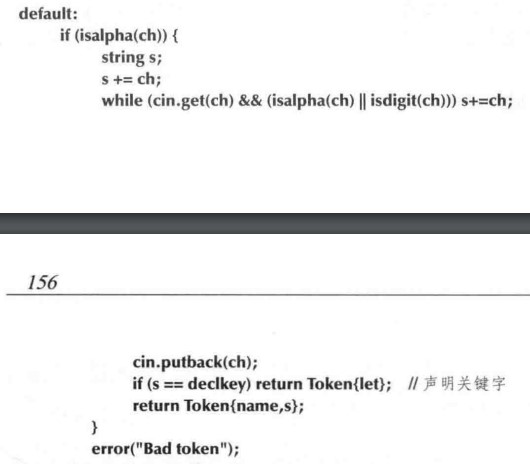 default:
if (isalpha(ch)) {
string s;
s += ch;
while (cin.get(ch) && (isalpha(ch) || isdigit(ch))) s+=ch;
156
cin.putback(ch);
if (s == declkey) return Token{let}; // 声明关键字
return Token{name,s};
}
error("Bad token");